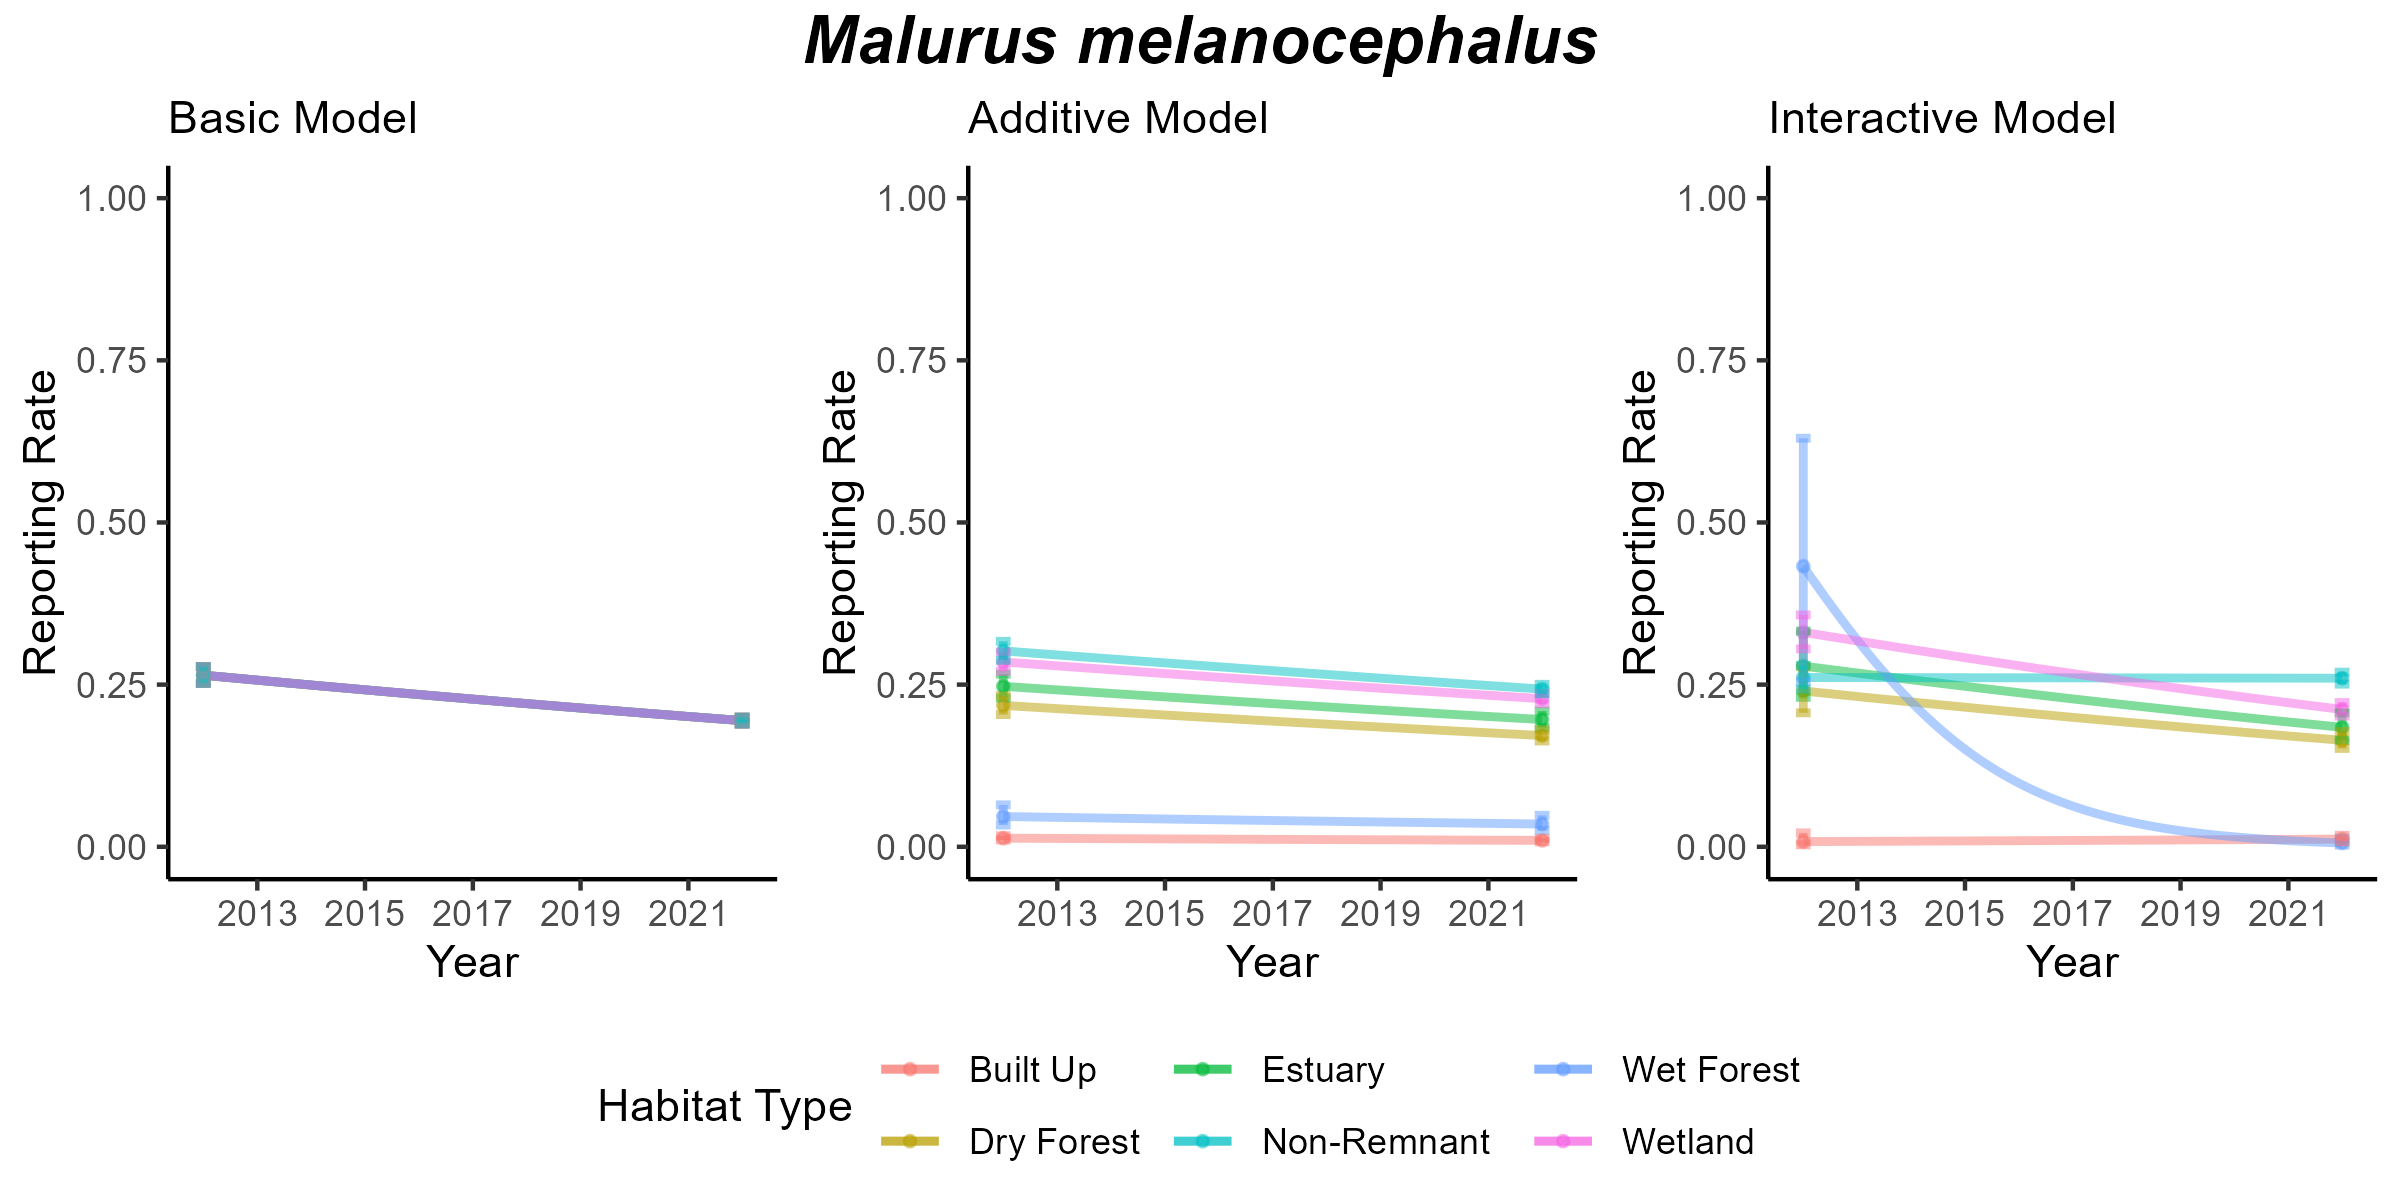 Malurus melanocephalus
Basic Model
Additive Model
Interactive Model
Reporting Rate
1.00
0.75
0.50
0.25
0.00
2013 2015 2017 2019 2021
Year
Reporting Rate
1.00
0.75
0.50
0.25
0.00
2013 2015 2017 2019 2021
Year
Reporting Rate
1.00
0.75
0.50
0.25
0.00
2013 2015 2017 2019 2021
Year
Habitat Type
Built Up
Estuary
Wet Forest
Dry Forest
Non-Remnant
Wetland